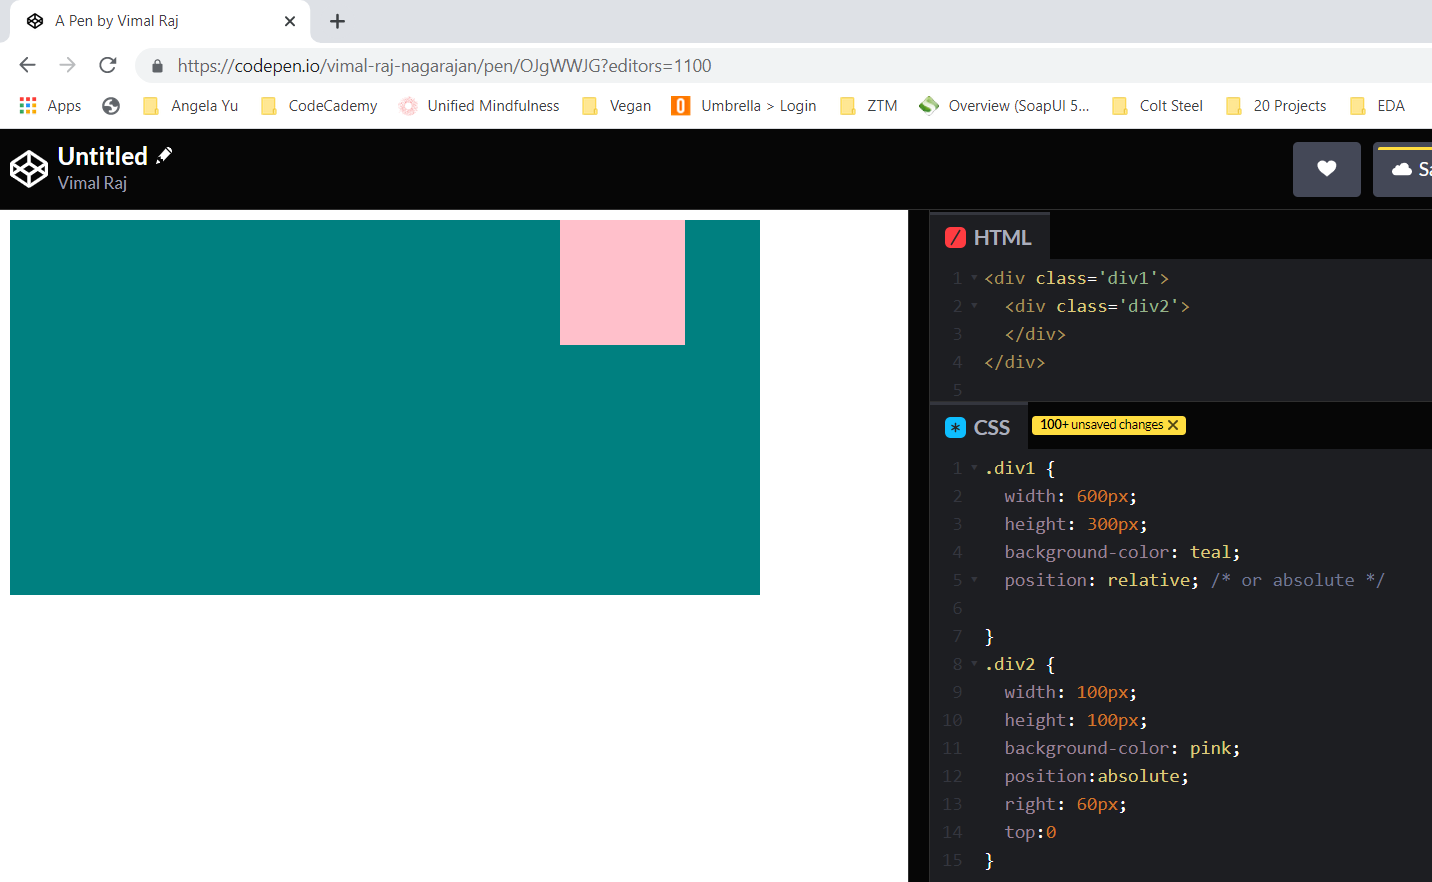 A Pen by Vimal Raj
https://codepen.io/vimal-raj-nagarajan/pen/OJgWWJG?editors=1100
Apps Angela Yu CodeCademy Unified Mindfulness Vegan Umbrella > Login ZTM Overview (SoapUI 5... Colt Steel 20 Projects EDA
Untitled
Vimal Raj
Sa
HTML
1 <div class='div1'>
2 <div class='div2'>
3 </div>
4 </div>
5
CSS 100+ unsaved changes
1 .div1 {
2 width: 600px;
3 height: 300px;
4 background-color: teal;
5 position: relative; /* or absolute */
6
7 }
8 .div2 {
9 width: 100px;
10 height: 100px;
11 background-color: pink;
12 position:absolute;
13 right: 60px;
14 top:0
15 }